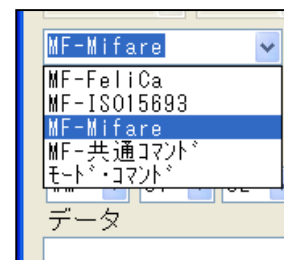 MF-Mifare
MF-FeliCa
MF-ISO15693
MF-Mifare
MF-共通ｺﾏﾝﾄﾞ
ﾓｰﾄﾞ･ｺﾏﾝﾄﾞ
データ